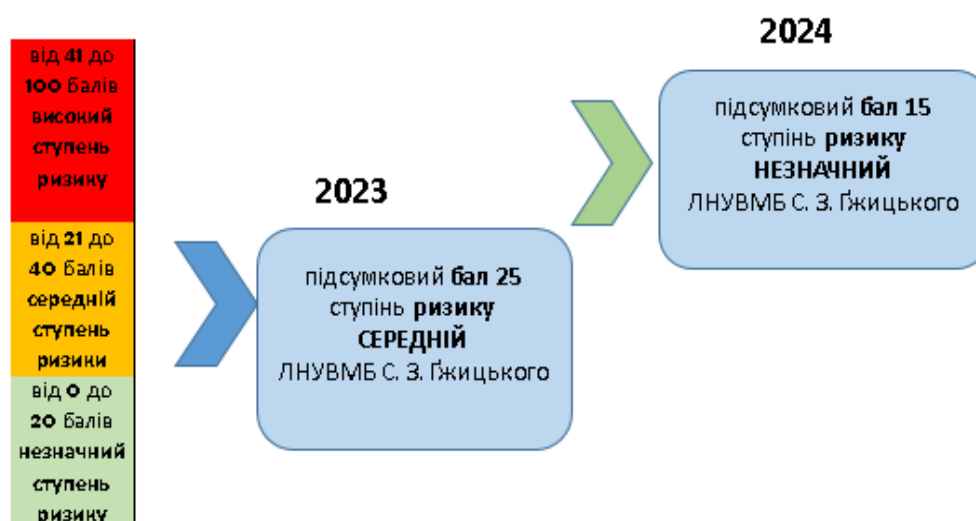 від 41 до
100 балів
високий
ступень
ризику
від 21 до
40 балів
середній
ступень
ризики
від 0 до
20 балів
незначний
ступень
ризику
2023
підсумковий бал 25
ступінь ризику
СЕРЕДНІЙ
ЛНУВМБ С. З. Ґжицького
2024
підсумковий бал 15
ступінь ризику
НЕЗНАЧНИЙ
ЛНУВМБ С. З. Ґжицького